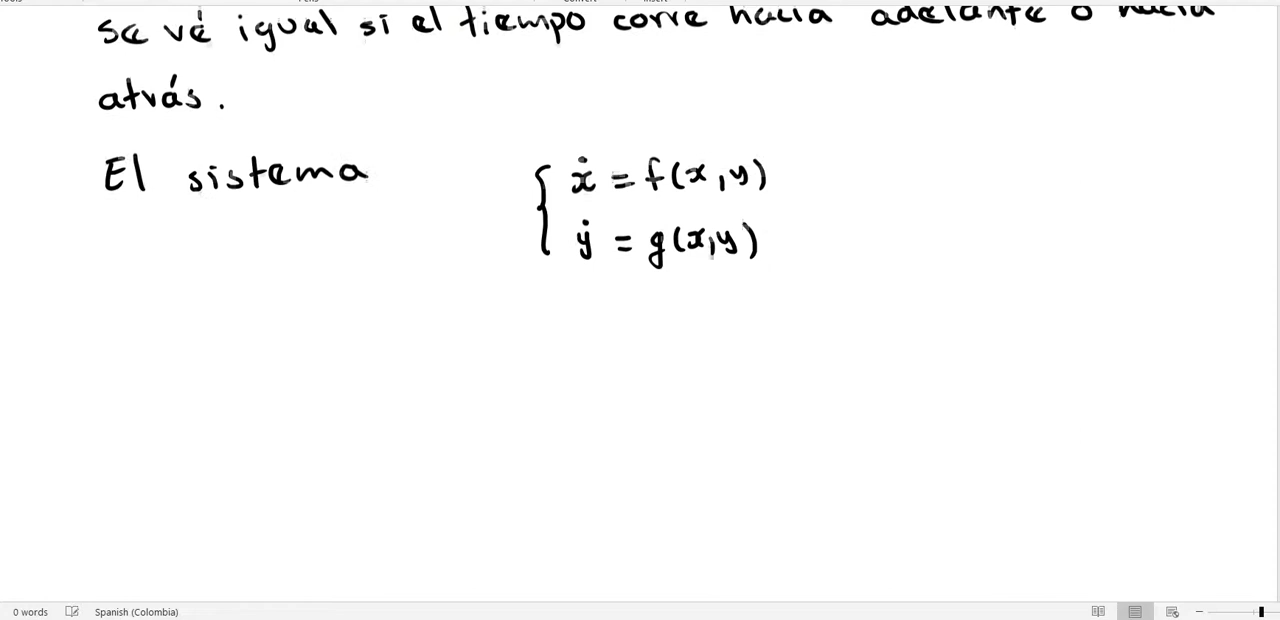 se vé igual si el tiempo corre hacia adelante o hacia
atrás.
El sistema
{ ẋ = f(x,y)
ẏ = g(x,y)
0 words Spanish (Colombia)